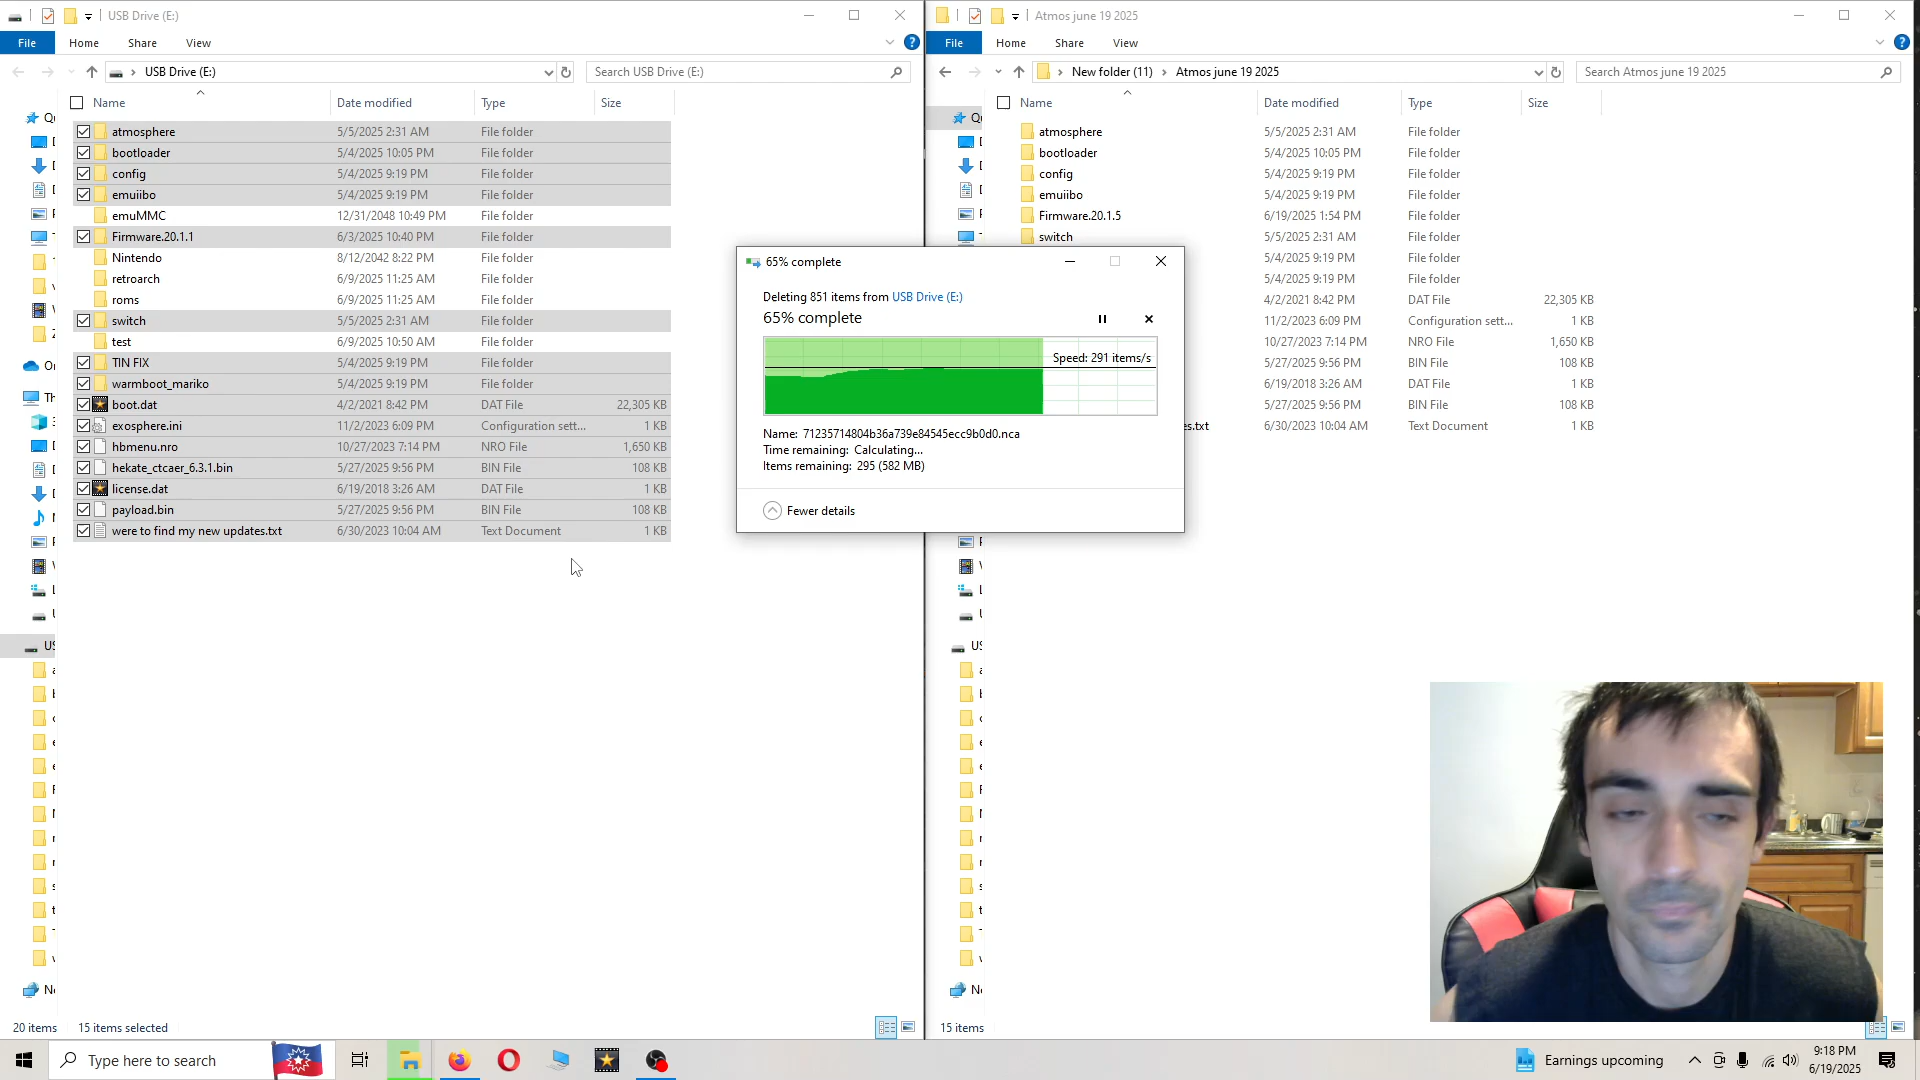 USB Drive (E:)
File
Home
Share
View
USB Drive (E:)
Search USB Drive (E:)
Name
Date modified
Type
Size
atmosphere 5/5/2025 2:31 AM File folder
bootloader 5/4/2025 10:05 PM File folder
config 5/4/2025 9:19 PM File folder
emuiibo 5/4/2025 9:19 PM File folder
emuMMC 12/31/2048 10:49 PM File folder
Firmware.20.1.1 6/3/2025 10:40 PM File folder
Nintendo 8/12/2042 8:22 PM File folder
retroarch 6/9/2025 11:25 AM File folder
roms 6/9/2025 11:25 AM File folder
switch 5/5/2025 2:31 AM File folder
test 6/9/2025 10:50 AM File folder
TIN FIX 5/4/2025 9:19 PM File folder
warmboot_mariko 5/4/2025 9:19 PM File folder
boot.dat 4/2/2021 8:42 PM DAT File 22,305 KB
exosphere.ini 11/2/2023 6:09 PM Configuration sett... 1 KB
hbmenu.nro 10/27/2023 7:14 PM NRO File 1,650 KB
hekate_ctcaer_6.3.1.bin 5/27/2025 9:56 PM BIN File 108 KB
license.dat 6/19/2018 3:26 AM DAT File 1 KB
payload.bin 5/27/2025 9:56 PM BIN File 108 KB
were to find my new updates.txt 6/30/2023 10:04 AM Text Document 1 KB
20 items 15 items selected
Atmos june 19 2025
File
Home
Share
View
New folder (11) Atmos june 19 2025
Search Atmos june 19 2025
Name
Date modified
Type
Size
atmosphere 5/5/2025 2:31 AM File folder
bootloader 5/4/2025 10:05 PM File folder
config 5/4/2025 9:19 PM File folder
emuiibo 5/4/2025 9:19 PM File folder
Firmware.20.1.5 6/19/2025 1:54 PM File folder
switch 5/5/2025 2:31 AM File folder
5/4/2025 9:19 PM File folder
5/4/2025 9:19 PM File folder
4/2/2021 8:42 PM DAT File 22,305 KB
11/2/2023 6:09 PM Configuration sett... 1 KB
10/27/2023 7:14 PM NRO File 1,650 KB
5/27/2025 9:56 PM BIN File 108 KB
6/19/2018 3:26 AM DAT File 1 KB
5/27/2025 9:56 PM BIN File 108 KB
es.txt 6/30/2023 10:04 AM Text Document 1 KB
15 items
65% complete
Deleting 851 items from USB Drive (E:)
65% complete
Speed: 291 items/s
Name: 71235714804b36a739e84545ecc9b0d0.nca
Time remaining: Calculating...
Items remaining: 295 (582 MB)
Fewer details
Type here to search
Earnings upcoming
9:18 PM
6/19/2025